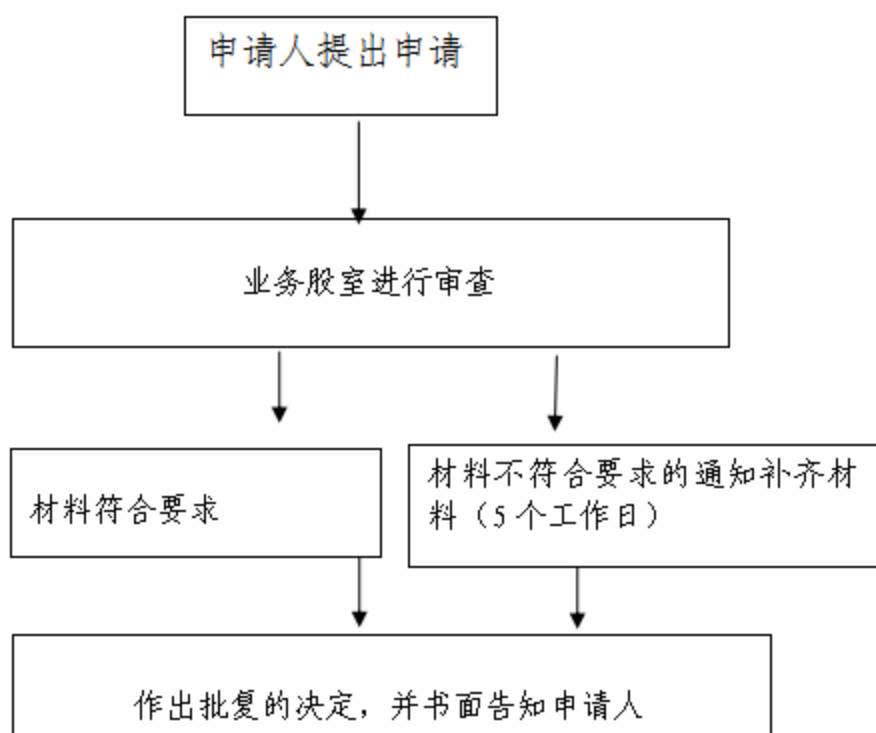 申请人提出申请
业务股室进行审查
材料符合要求
材料不符合要求的通知补齐材
料（5个工作日）
作出批复的决定，并书面告知申请人